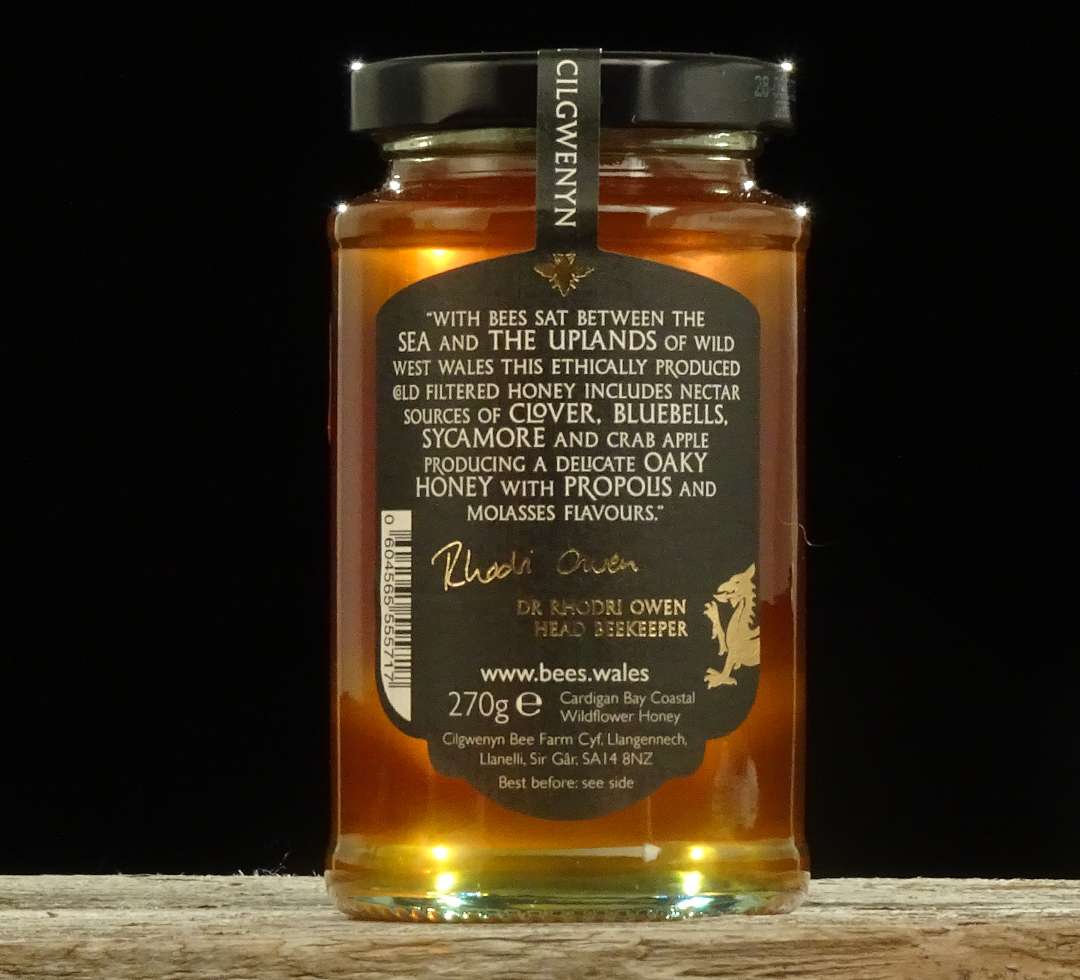 CILGWENYN
"WITH BEES SAT BETWEEN THE
SEA AND THE UPLANDS OF WILD
WEST WALES THIS ETHICALLY PRODUCED
COLD FILTERED HONEY INCLUDES NECTAR
SOURCES OF CLOVER, BLUEBELLS,
SYCAMORE AND CRAB APPLE
PRODUCING A DELICATE OAKY
HONEY WITH PROPOLIS AND
MOLASSES FLAVOURS."
Rhodri Owen
DR RHODRI OWEN
HEAD BEEKEEPER
www.bees.wales
270g ℮ Cardigan Bay Coastal
Wildflower Honey
Cilgwenyn Bee Farm Cyf, Llangennech,
Llanelli, Sir Gâr, SA14 8NZ
Best before: see side
0 604565 555717